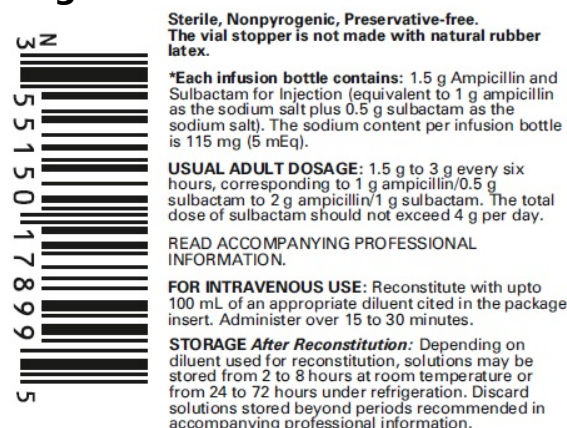 N
3 55150 17899 5
Sterile, Nonpyrogenic, Preservative-free.
The vial stopper is not made with natural rubber
latex.
*Each infusion bottle contains: 1.5 g Ampicillin and
Sulbactam for Injection (equivalent to 1 g ampicillin
as the sodium salt plus 0.5 g sulbactam as the
sodium salt). The sodium content per infusion bottle
is 115 mg (5 mEq).
USUAL ADULT DOSAGE: 1.5 g to 3 g every six
hours, corresponding to 1 g ampicillin/0.5 g
sulbactam to 2 g ampicillin/1 g sulbactam. The total
dose of sulbactam should not exceed 4 g per day.
READ ACCOMPANYING PROFESSIONAL
INFORMATION.
FOR INTRAVENOUS USE: Reconstitute with upto
100 mL of an appropriate diluent cited in the package
insert. Administer over 15 to 30 minutes.
STORAGE After Reconstitution: Depending on
diluent used for reconstitution, solutions may be
stored from 2 to 8 hours at room temperature or
from 24 to 72 hours under refrigeration. Discard
solutions stored beyond periods recommended in
accompanying professional information.